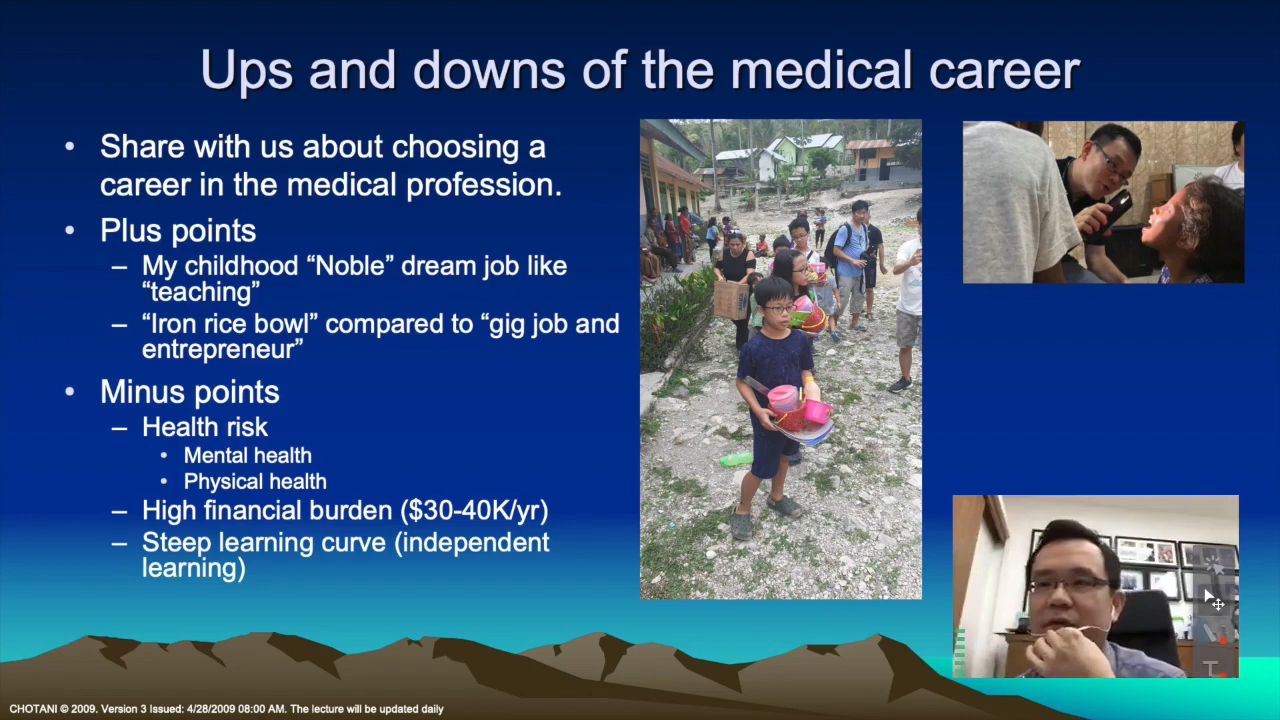 Ups and downs of the medical career
• Share with us about choosing a
career in the medical profession.
• Plus points
– My childhood “Noble” dream job like
“teaching”
– “Iron rice bowl” compared to “gig job and
entrepreneur”
• Minus points
– Health risk
• Mental health
• Physical health
– High financial burden ($30-40K/yr)
– Steep learning curve (independent
learning)
CHOTANI © 2009. Version 3 Issued: 4/28/2009 08:00 AM. The lecture will be updated daily